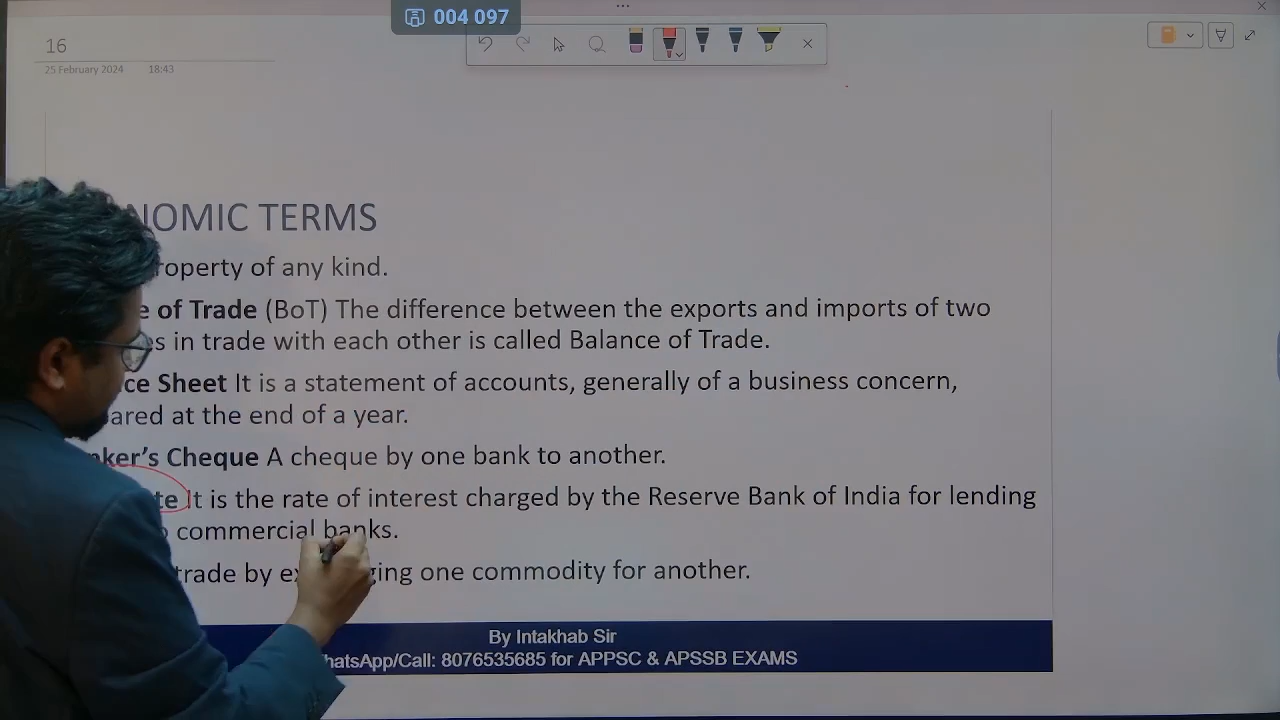 004 097
16
25 February 2024 18:43
NOMIC TERMS
roperty of any kind.
e of Trade (BoT) The difference between the exports and imports of two
s in trade with each other is called Balance of Trade.
ce Sheet It is a statement of accounts, generally of a business concern,
ared at the end of a year.
nker's Cheque A cheque by one bank to another.
te It is the rate of interest charged by the Reserve Bank of India for lending
commercial banks.
trade by ex ging one commodity for another.
By Intakhab Sir
hatsApp/Call: 8076535685 for APPSC & APSSB EXAMS